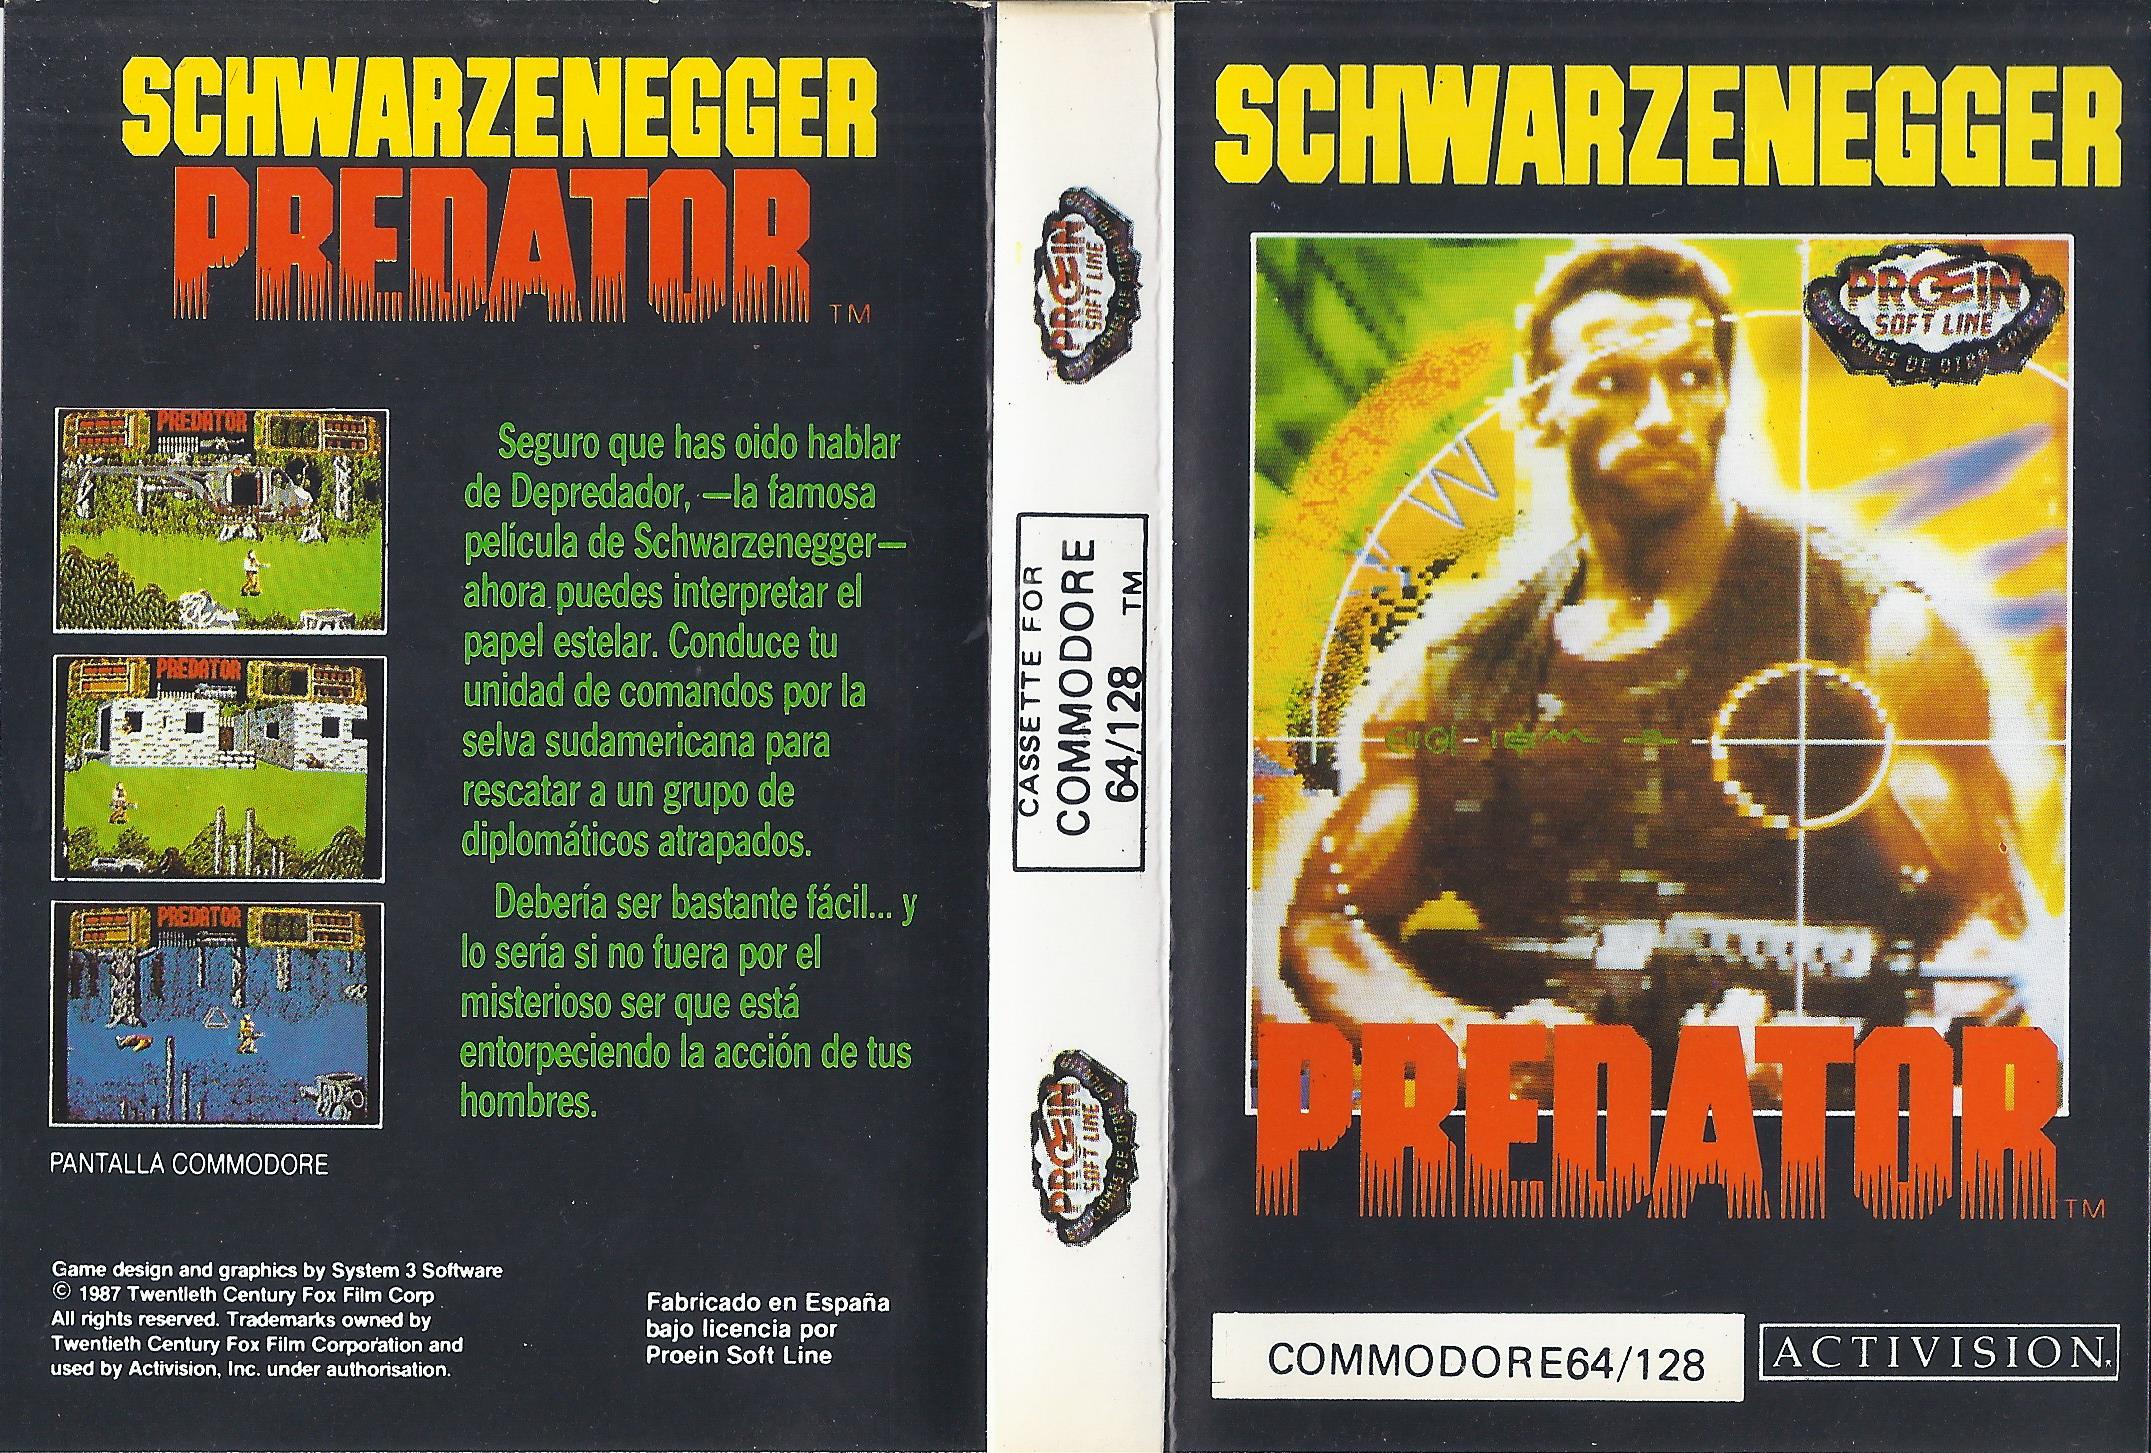 SCHWARZENEGGER
PREDATOR TM
PREDATOR
PREDATOR
PREDATOR
PANTALLA COMMODORE
Seguro que has oido hablar
de Depredador, —la famosa
película de Schwarzenegger—
ahora puedes interpretar el
papel estelar. Conduce tu
unidad de comandos por la
selva sudamericana para
rescatar a un grupo de
diplomáticos atrapados.
Debería ser bastante fácil... y
lo sería si no fuera por el
misterioso ser que está
entorpeciendo la acción de tus
hombres.
Game design and graphics by System 3 Software
© 1987 Twentieth Century Fox Film Corp
All rights reserved. Trademarks owned by
Twentieth Century Fox Film Corporation and
used by Activision, Inc. under authorisation.
Fabricado en España
bajo licencia por
Proein Soft Line
PROEIN
SOFT LINE
CASSETTE FOR
COMMODORE
64/128 TM
PROEIN
SOFT LINE
SCHWARZENEGGER
PROEIN
SOFT LINE
PREDATOR TM
COMMODORE64/128
ACTIVISION